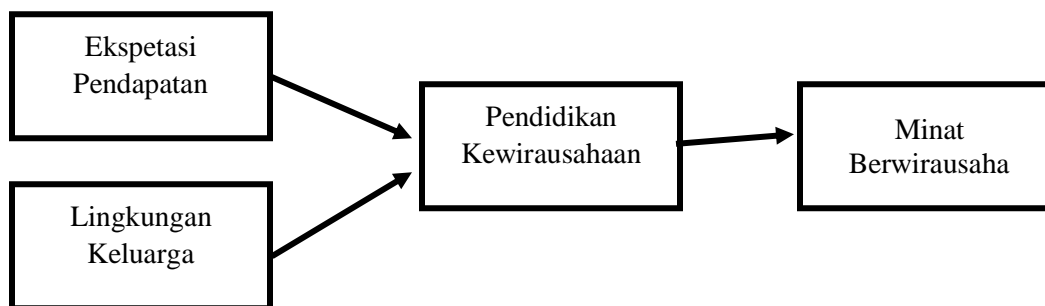 Ekspetasi
Pendapatan
Lingkungan
Keluarga
Pendidikan
Kewirausahaan
Minat
Berwirausaha